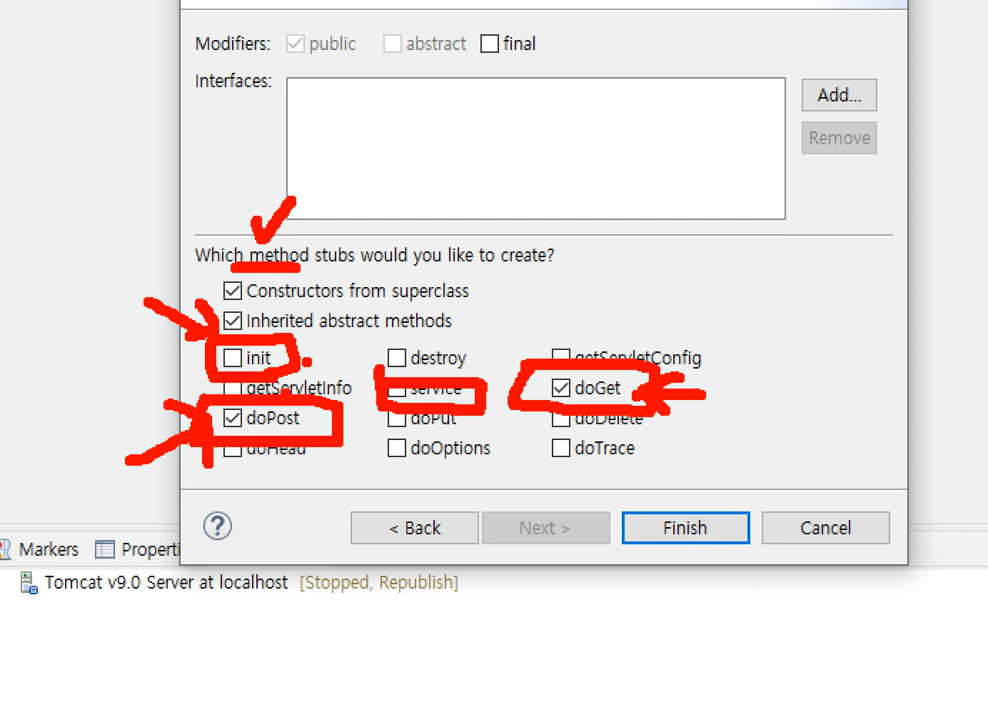 Modifiers: public abstract final
Interfaces:
Add...
Remove
Which method stubs would you like to create?
Constructors from superclass
Inherited abstract methods
init destroy getServletConfig
getServletInfo service doGet
doPost doPut doDelete
doHead doOptions doTrace
? < Back Next > Finish Cancel
Markers Properti
Tomcat v9.0 Server at localhost [Stopped, Republish]